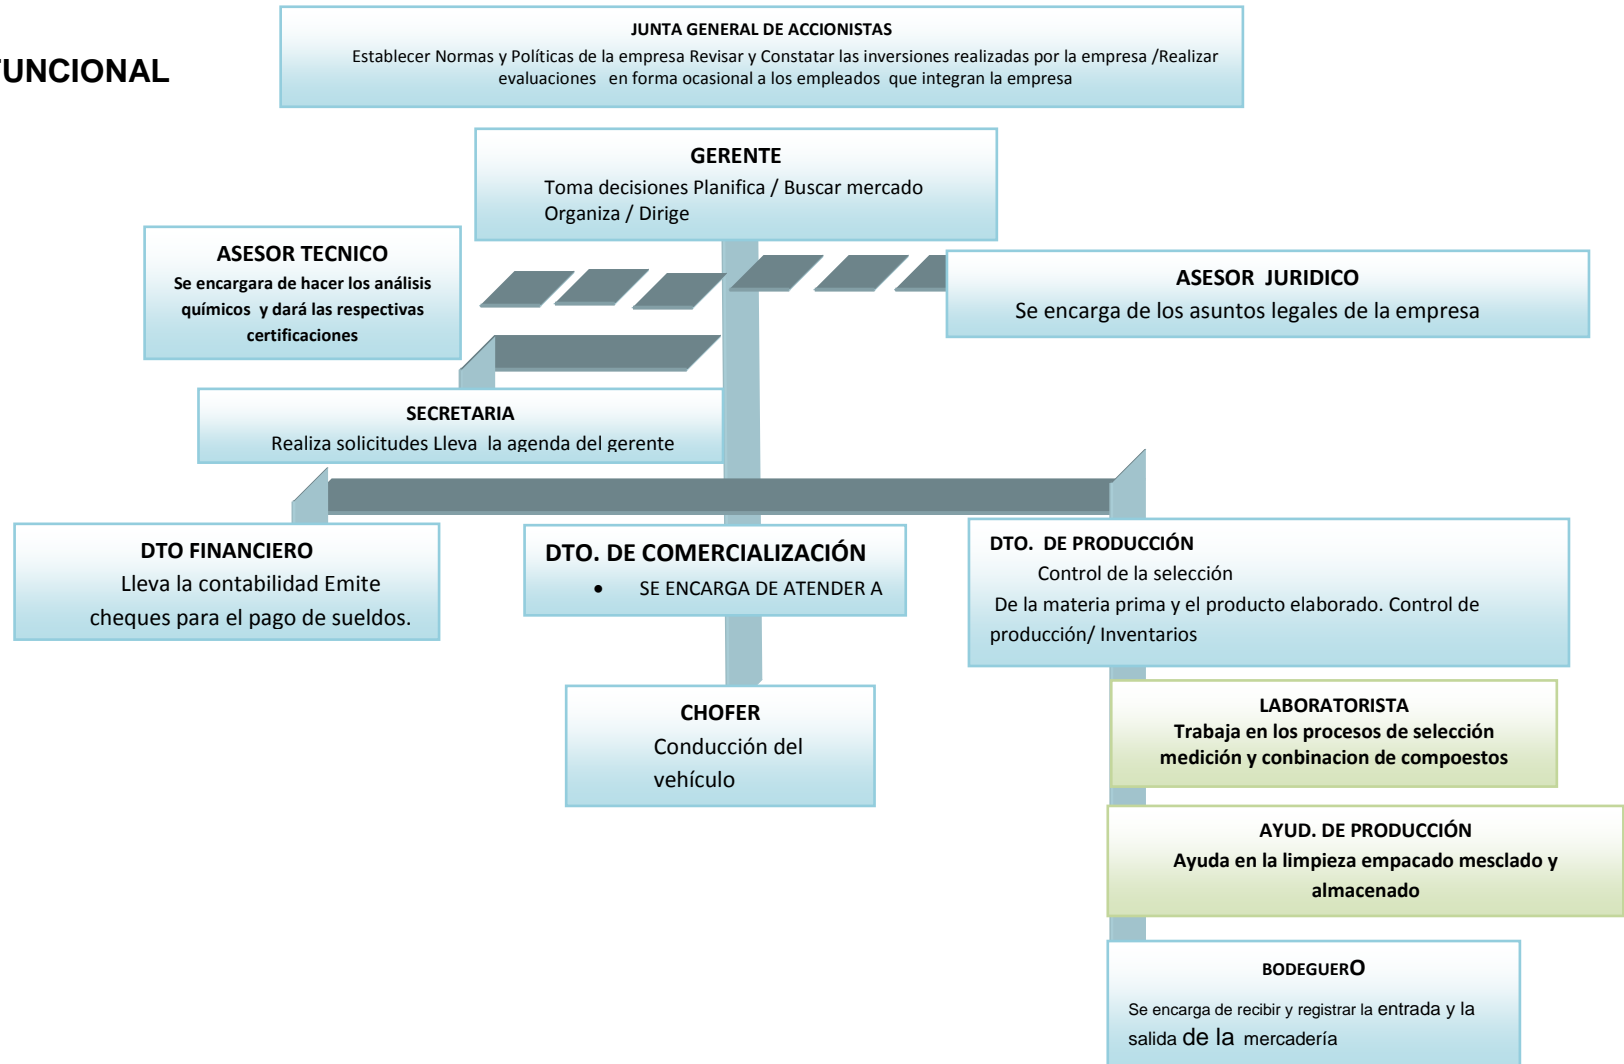 JUNTA GENERAL DE ACCIONISTAS
Establecer Normas y Políticas de la empresa Revisar y Constatar las inversiones realizadas por la empresa /Realizar
evaluaciones en forma ocasional a los empleados que integran la empresa
FUNCIONAL
GERENTE
Toma decisiones Planifica / Buscar mercado
Organiza / Dirige
ASESOR TECNICO
Se encargara de hacer los análisis
químicos y dará las respectivas
certificaciones
ASESOR JURIDICO
Se encarga de los asuntos legales de la empresa
SECRETARIA
Realiza solicitudes Lleva la agenda del gerente
DTO FINANCIERO
Lleva la contabilidad Emite
cheques para el pago de sueldos.
DTO. DE COMERCIALIZACIÓN
• SE ENCARGA DE ATENDER A
DTO. DE PRODUCCIÓN
Control de la selección
De la materia prima y el producto elaborado. Control de
producción/ Inventarios
CHOFER
Conducción del
vehículo
LABORATORISTA
Trabaja en los procesos de selección
medición y conbinacion de compoestos
AYUD. DE PRODUCCIÓN
Ayuda en la limpieza empacado mesclado y
almacenado
BODEGUERO
Se encarga de recibir y registrar la entrada y la
salida de la mercadería